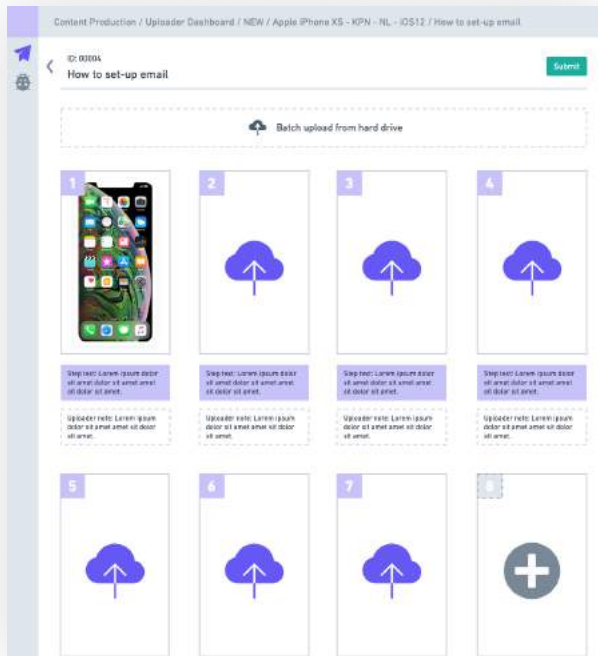 Content Production / Uploader Dashboard / NEW / Apple iPhone XS - KPN - NL - iOS12 / How to set-up email
ID: 00004
How to set-up email
Submit
Batch upload from hard drive
1
2
3
4
Step text: Lorem ipsum dolor
sit amet dolor sit amet amet
sit dolor sit amet.
Step text: Lorem ipsum dolor
sit amet dolor sit amet amet
sit dolor sit amet.
Step text: Lorem ipsum dolor
sit amet dolor sit amet amet
sit dolor sit amet.
Step text: Lorem ipsum dolor
sit amet dolor sit amet amet
sit dolor sit amet.
Uploader note: Lorem ipsum
dolor sit amet amet sit dolor
sit amet.
Uploader note: Lorem ipsum
dolor sit amet amet sit dolor
sit amet.
Uploader note: Lorem ipsum
dolor sit amet amet sit dolor
sit amet.
Uploader note: Lorem ipsum
dolor sit amet amet sit dolor
sit amet.
5
6
7
8